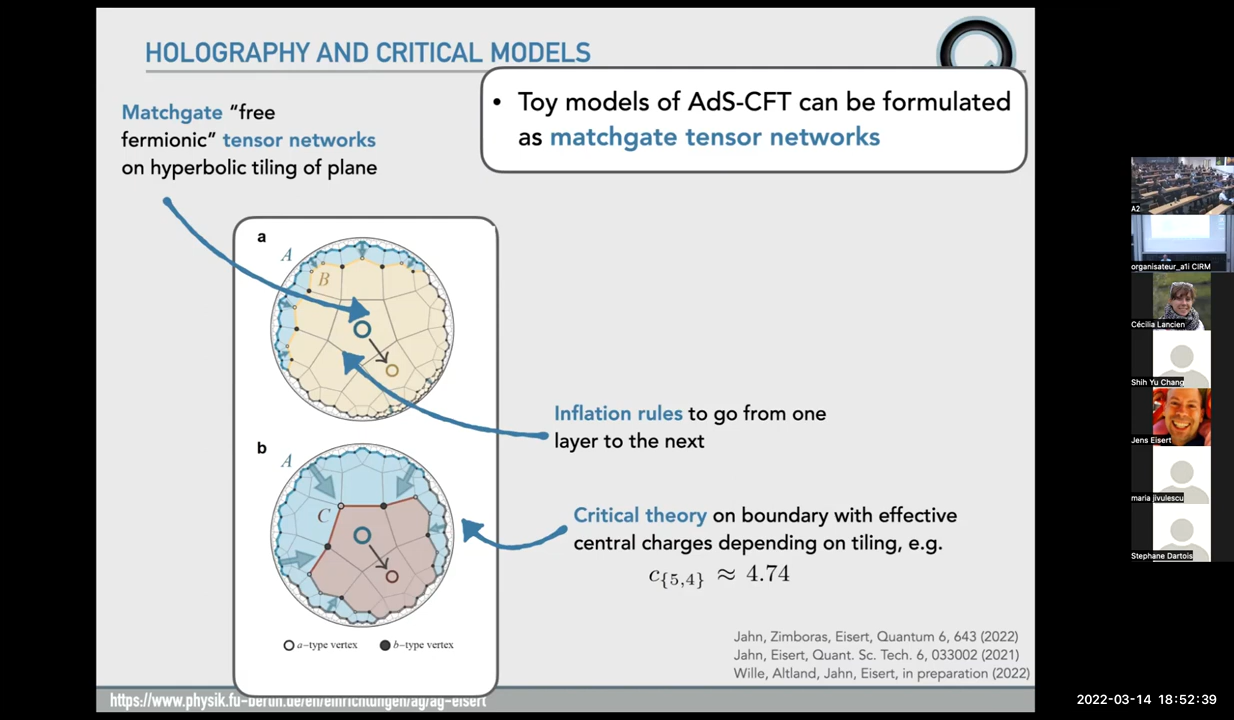 HOLOGRAPHY AND CRITICAL MODELS
Matchgate "free
fermionic" tensor networks
on hyperbolic tiling of plane
• Toy models of AdS-CFT can be formulated
as matchgate tensor networks
a
A
B
b
A
C
a-type vertex
b-type vertex
Inflation rules to go from one
layer to the next
Critical theory on boundary with effective
central charges depending on tiling, e.g.
c_{5,4} ≈ 4.74
Jahn, Zimboras, Eisert, Quantum 6, 643 (2022)
Jahn, Eisert, Quant. Sc. Tech. 6, 033002 (2021)
Wille, Altland, Jahn, Eisert, in preparation (2022)
https://www.physik.fu-berlin.de/en/einrichtungen/ag/ag-eisert
A2
organisateur_a1i CIRM
Cécilia Lancien
Shih Yu Chang
Jens Eisert
maria jivulescu
Stephane Dartois
2022-03-14 18:52:39